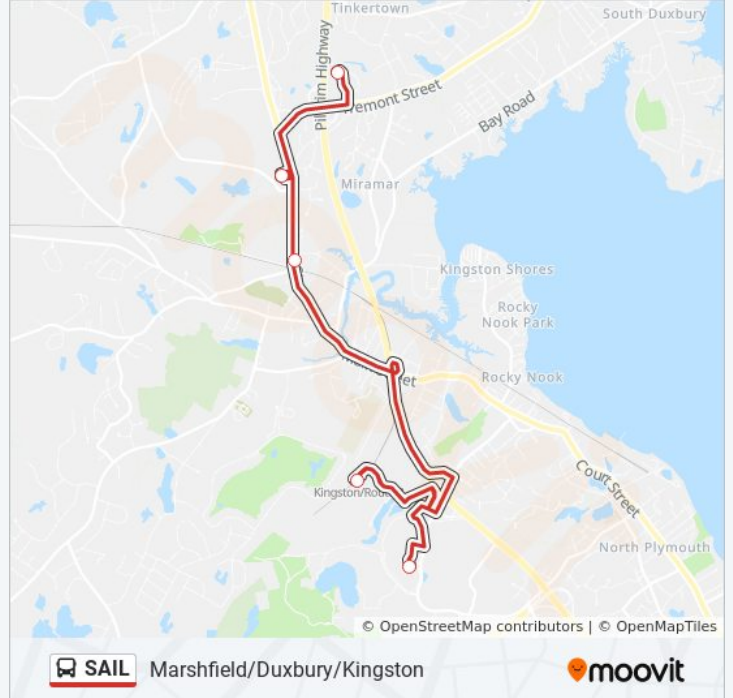 Tinkertown
South Duxbury
Pilgrim Highway
Tremont Street
Bay Road
Miramar
Kingston Shores
Rocky
Nook Park
Rocky Nook
Court Street
Kingston/Rou
North Plymouth
© OpenStreetMap contributors | © OpenMapTiles
SAIL Marshfield/Duxbury/Kingston
moovit